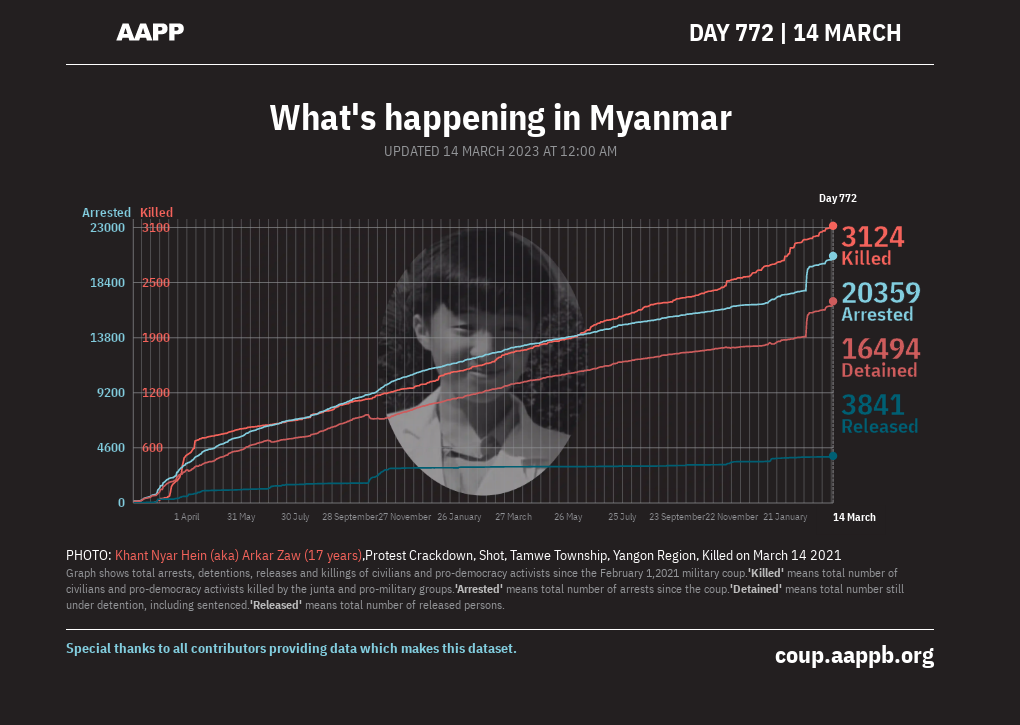 AAPP
DAY 772 | 14 MARCH
What's happening in Myanmar
UPDATED 14 MARCH 2023 AT 12:00 AM
Day 772
Arrested Killed
23000 3100
18400 2500
13800 1900
9200 1200
4600 600
0
3124
Killed
20359
Arrested
16494
Detained
3841
Released
1 April 31 May 30 July 28 September 27 November 26 January 27 March 26 May 25 July 23 September 22 November 21 January 14 March
PHOTO: Khant Nyar Hein (aka) Arkar Zaw (17 years),Protest Crackdown, Shot, Tamwe Township, Yangon Region, Killed on March 14 2021
Graph shows total arrests, detentions, releases and killings of civilians and pro-democracy activists since the February 1,2021 military coup.'Killed' means total number of
civilians and pro-democracy activists killed by the junta and pro-military groups.'Arrested' means total number of arrests since the coup.'Detained' means total number still
under detention, including sentenced.'Released' means total number of released persons.
Special thanks to all contributors providing data which makes this dataset.
coup.aappb.org